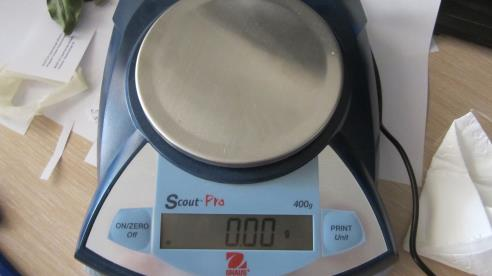 Scout Pro
400g
ON/ZERO
Off
0.00 g
PRINT
Unit
OHAUS